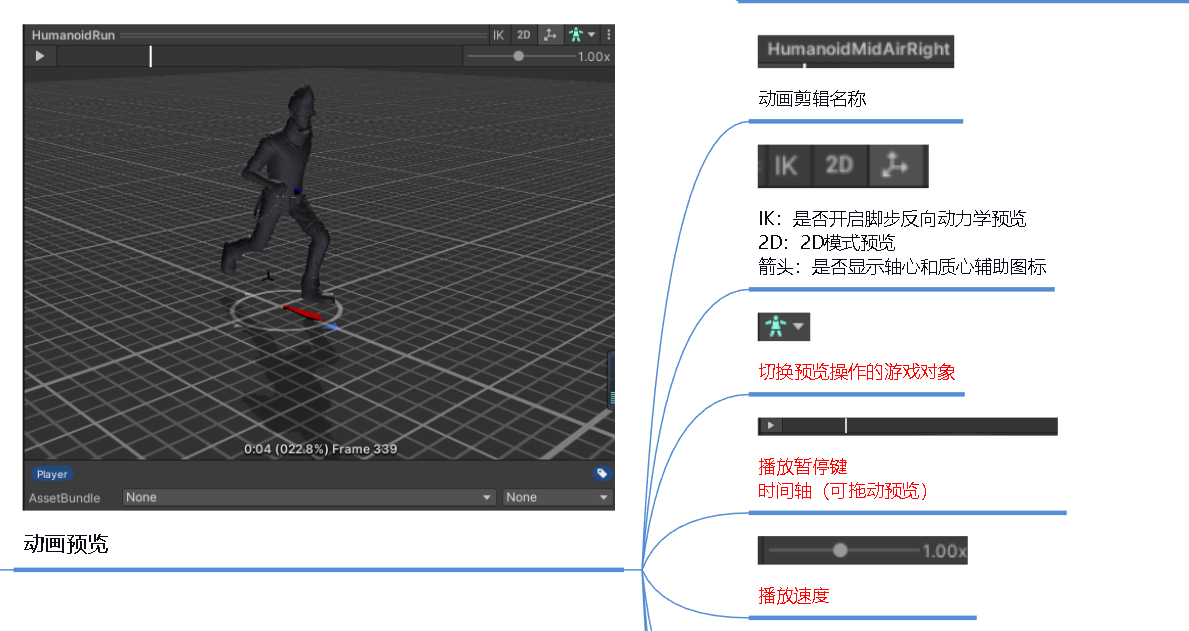 HumanoidRun
IK
2D
1.00x
0:04 (022.8%) Frame 339
Player
AssetBundle
None
None
动画预览
HumanoidMidAirRight
动画剪辑名称
IK 2D
IK：是否开启脚步反向动力学预览
2D：2D模式预览
箭头：是否显示轴心和质心辅助图标
切换预览操作的游戏对象
播放暂停键
时间轴（可拖动预览）
1.00x
播放速度